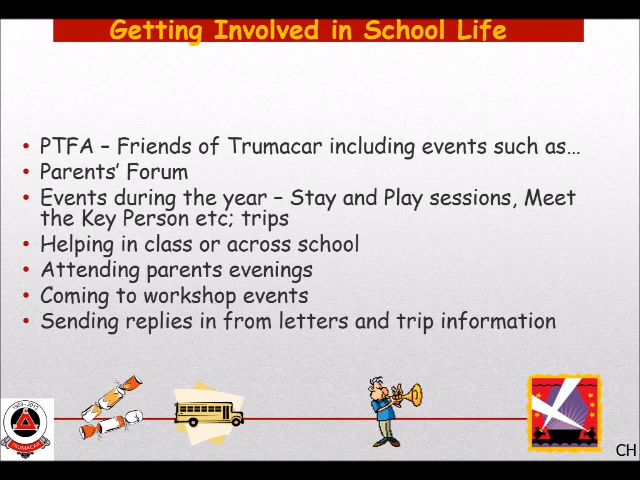 Getting Involved in School Life
• PTFA – Friends of Trumacar including events such as…
• Parents’ Forum
• Events during the year – Stay and Play sessions, Meet
the Key Person etc; trips
• Helping in class or across school
• Attending parents evenings
• Coming to workshop events
• Sending replies in from letters and trip information
TRUMACAR
CH